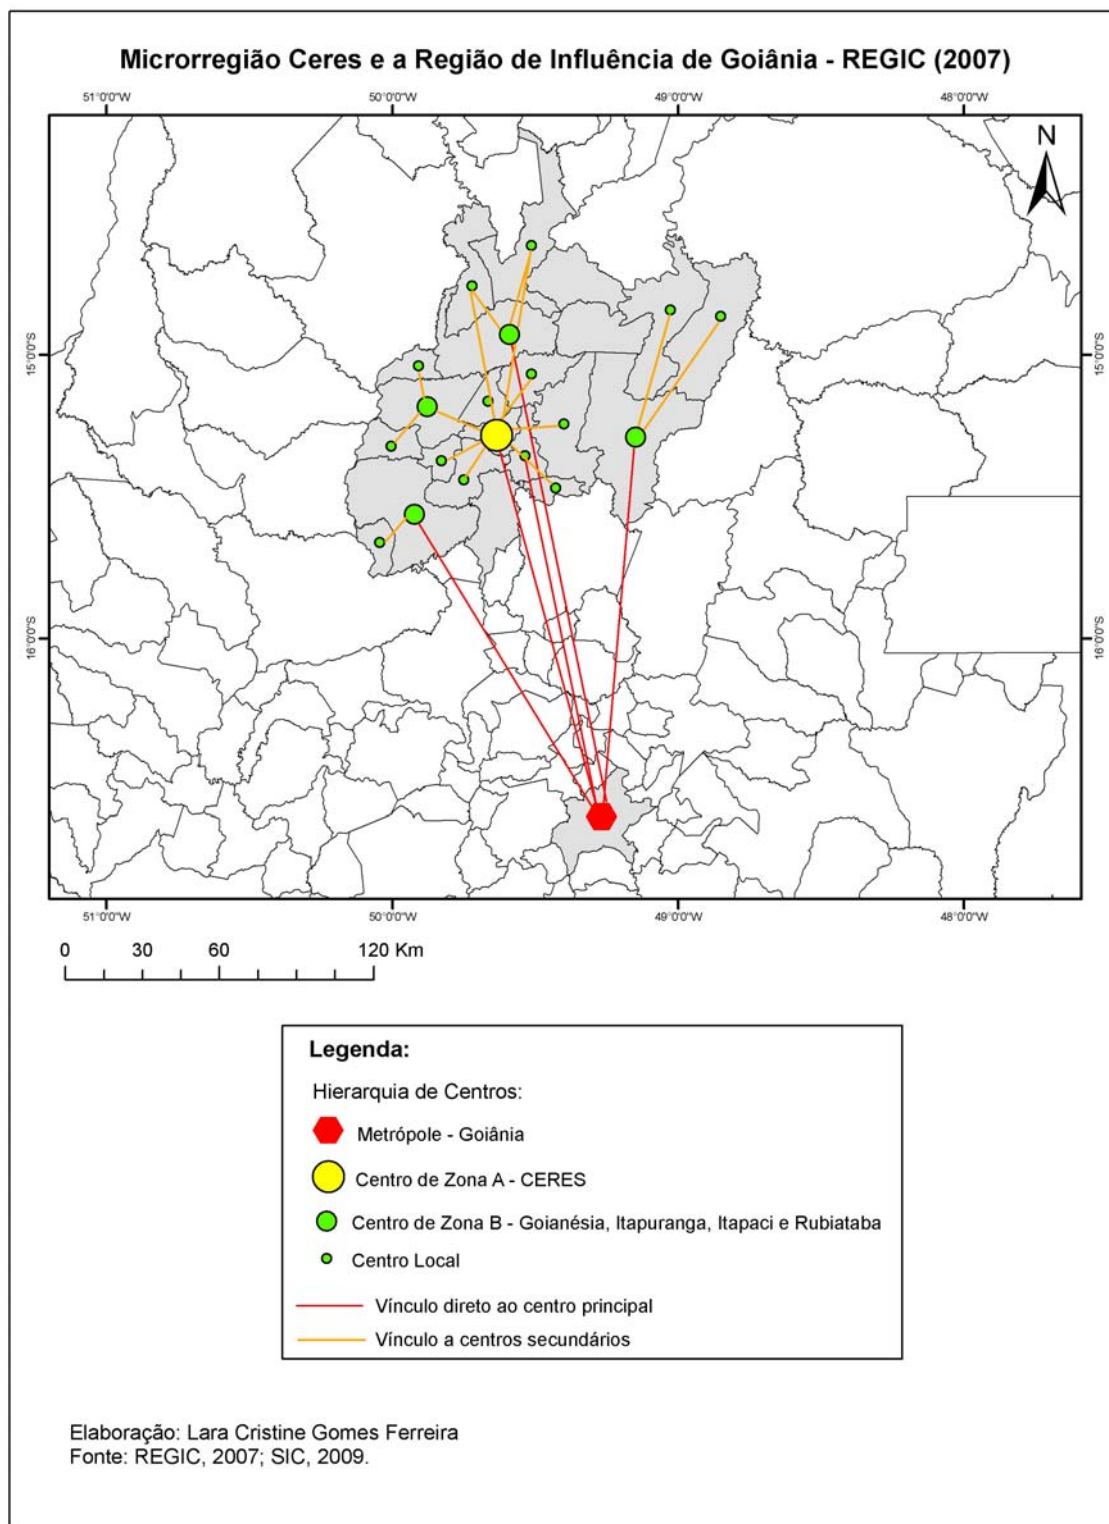 Microrregião Ceres e a Região de Influência de Goiânia - REGIC (2007)
51°0'0"W 50°0'0"W 49°0'0"W 48°0'0"W
N
15°0'0"S 15°0'0"S
16°0'0"S 16°0'0"S
51°0'0"W 50°0'0"W 49°0'0"W 48°0'0"W
0 30 60 120 Km
Legenda:
Hierarquia de Centros:
Metrópole - Goiânia
Centro de Zona A - CERES
Centro de Zona B - Goianésia, Itapuranga, Itapaci e Rubiataba
Centro Local
Vínculo direto ao centro principal
Vínculo a centros secundários
Elaboração: Lara Cristine Gomes Ferreira
Fonte: REGIC, 2007; SIC, 2009.